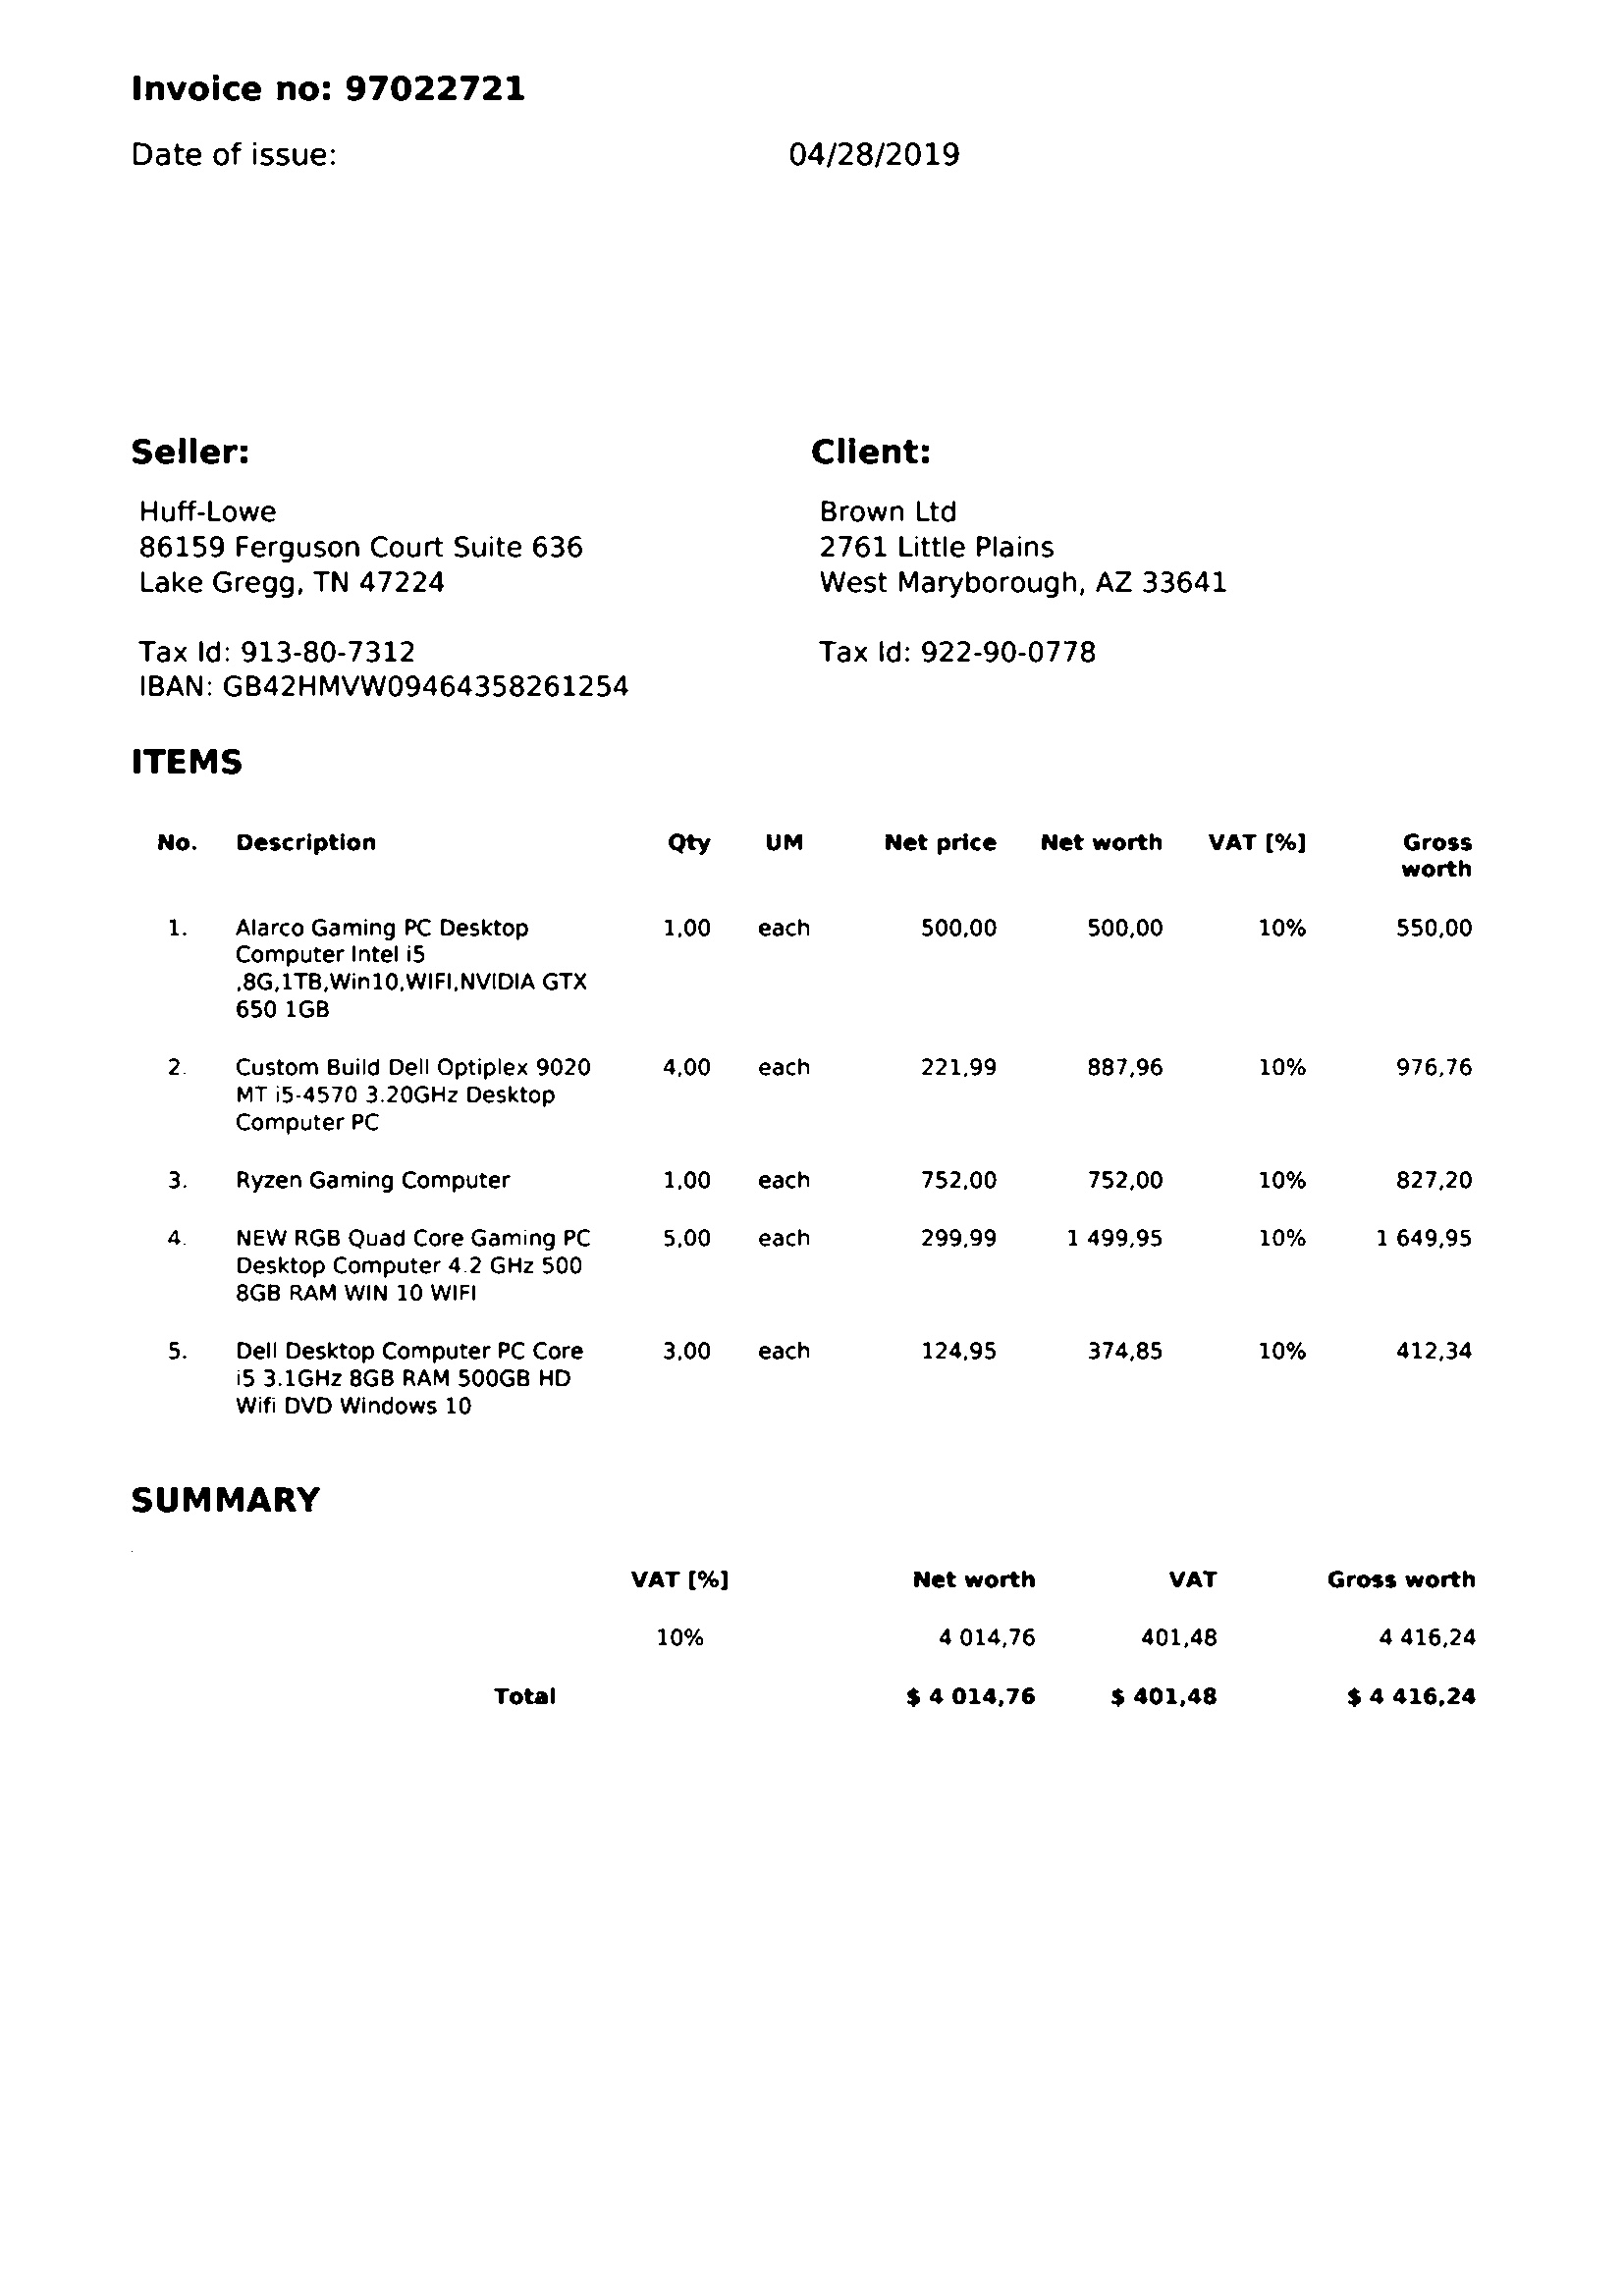 Invoice no: 97022721
Date of issue: 04/28/2019
Seller:
Huff-Lowe
86159 Ferguson Court Suite 636
Lake Gregg, TN 47224
Tax Id: 913-80-7312
IBAN: GB42HMVW09464358261254
Client:
Brown Ltd
2761 Little Plains
West Maryborough, AZ 33641
Tax Id: 922-90-0778
ITEMS
No. Description Qty UM Net price Net worth VAT [%] Gross
worth
1. Alarco Gaming PC Desktop 1,00 each 500,00 500,00 10% 550,00
Computer Intel i5
,8G,1TB,Win10,WIFI,NVIDIA GTX
650 1GB
2. Custom Build Dell Optiplex 9020 4,00 each 221,99 887,96 10% 976,76
MT i5-4570 3.20GHz Desktop
Computer PC
3. Ryzen Gaming Computer 1,00 each 752,00 752,00 10% 827,20
4. NEW RGB Quad Core Gaming PC 5,00 each 299,99 1 499,95 10% 1 649,95
Desktop Computer 4.2 GHz 500
8GB RAM WIN 10 WIFI
5. Dell Desktop Computer PC Core 3,00 each 124,95 374,85 10% 412,34
i5 3.1GHz 8GB RAM 500GB HD
Wifi DVD Windows 10
SUMMARY
VAT [%] Net worth VAT Gross worth
10% 4 014,76 401,48 4 416,24
Total $ 4 014,76 $ 401,48 $ 4 416,24